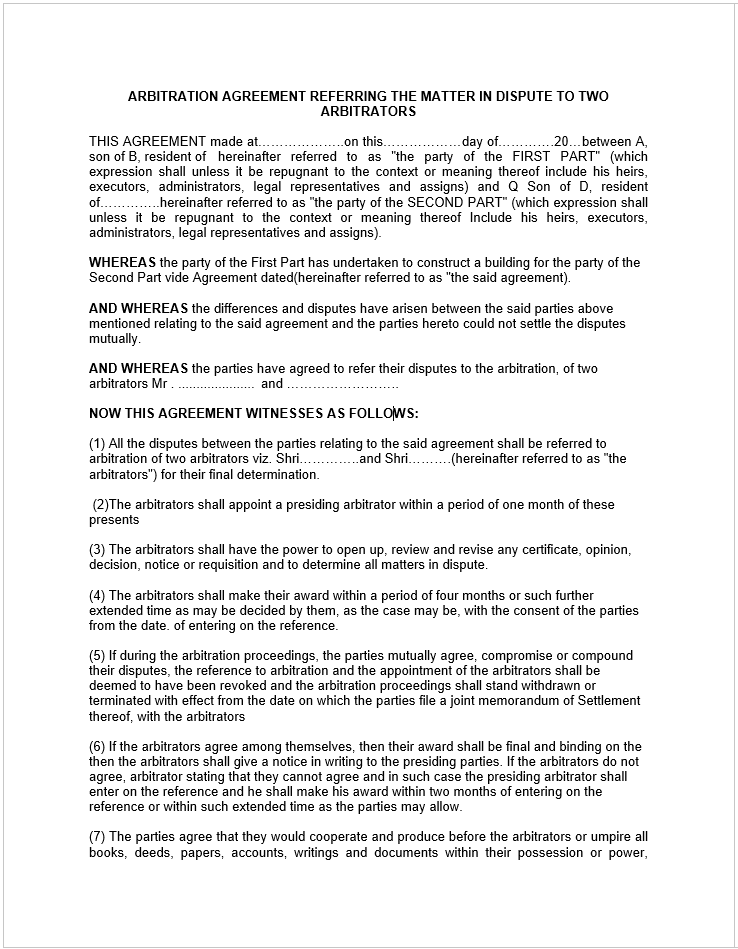 ARBITRATION AGREEMENT REFERRING THE MATTER IN DISPUTE TO TWO
ARBITRATORS
THIS AGREEMENT made at………………..on this………………day of………….20…between A,
son of B, resident of hereinafter referred to as "the party of the FIRST PART" (which
expression shall unless it be repugnant to the context or meaning thereof include his heirs,
executors, administrators, legal representatives and assigns) and Q Son of D, resident
of…………..hereinafter referred to as "the party of the SECOND PART" (which expression shall
unless it be repugnant to the context or meaning thereof Include his heirs, executors,
administrators, legal representatives and assigns).
WHEREAS the party of the First Part has undertaken to construct a building for the party of the
Second Part vide Agreement dated(hereinafter referred to as "the said agreement).
AND WHEREAS the differences and disputes have arisen between the said parties above
mentioned relating to the said agreement and the parties hereto could not settle the disputes
mutually.
AND WHEREAS the parties have agreed to refer their disputes to the arbitration, of two
arbitrators Mr . ..................... and ……………………..
NOW THIS AGREEMENT WITNESSES AS FOLLOWS:
(1) All the disputes between the parties relating to the said agreement shall be referred to
arbitration of two arbitrators viz. Shri…………..and Shri……….(hereinafter referred to as "the
arbitrators") for their final determination.
(2)The arbitrators shall appoint a presiding arbitrator within a period of one month of these
presents
(3) The arbitrators shall have the power to open up, review and revise any certificate, opinion,
decision, notice or requisition and to determine all matters in dispute.
(4) The arbitrators shall make their award within a period of four months or such further
extended time as may be decided by them, as the case may be, with the consent of the parties
from the date. of entering on the reference.
(5) If during the arbitration proceedings, the parties mutually agree, compromise or compound
their disputes, the reference to arbitration and the appointment of the arbitrators shall be
deemed to have been revoked and the arbitration proceedings shall stand withdrawn or
terminated with effect from the date on which the parties file a joint memorandum of Settlement
thereof, with the arbitrators
(6) If the arbitrators agree among themselves, then their award shall be final and binding on the
then the arbitrators shall give a notice in writing to the presiding parties. If the arbitrators do not
agree, arbitrator stating that they cannot agree and in such case the presiding arbitrator shall
enter on the reference and he shall make his award within two months of entering on the
reference or within such extended time as the parties may allow.
(7) The parties agree that they would cooperate and produce before the arbitrators or umpire all
books, deeds, papers, accounts, writings and documents within their possession or power,